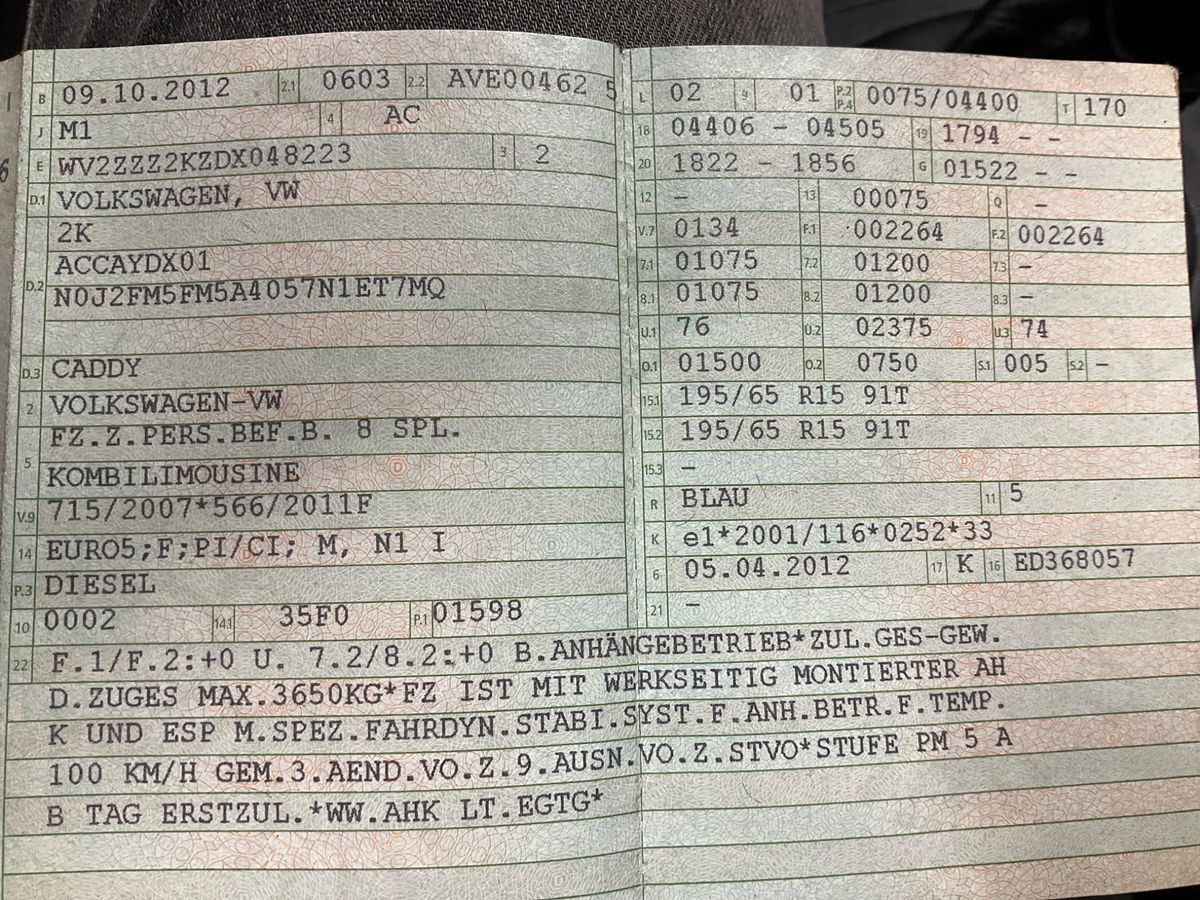 B 09.10.2012 2.1 0603 2.2 AVE00462 5
J M1 4 AC
E WV2ZZZ2KZDX048223 3 2
D.1 VOLKSWAGEN, VW
2K
D.2 ACCAYDX01
N0J2FM5FM5A4057N1ET7MQ
D.3 CADDY
2 VOLKSWAGEN-VW
FZ.Z.PERS.BEF.B. 8 SPL.
5 KOMBILIMOUSINE
V.9 715/2007*566/2011F
14 EURO5;F;PI/CI; M, N1 I
P.3 DIESEL
10 0002 14.1 35F0 P.1 01598
L 02 9 01 P.2 P.4 0075/04400 T 170
18 04406 - 04505 19 1794 - -
20 1822 - 1856 G 01522 - -
12 - 13 00075 Q -
V.7 0134 F.1 002264 F.2 002264
7.1 01075 7.2 01200 7.3 -
8.1 01075 8.2 01200 8.3 -
U.1 76 U.2 02375 U.3 74
O.1 01500 O.2 0750 S.1 005 S.2 -
15.1 195/65 R15 91T
15.2 195/65 R15 91T
15.3 -
R BLAU 11 5
K e1*2001/116*0252*33
6 05.04.2012 17 K 16 ED368057
21 -
22 F.1/F.2:+0 U. 7.2/8.2:+0 B.ANHÄNGEBETRIEB*ZUL.GES-GEW.
D.ZUGES MAX.3650KG*FZ IST MIT WERKSEITIG MONTIERTER AH
K UND ESP M.SPEZ.FAHRDYN.STABI.SYST.F.ANH.BETR.F.TEMP.
100 KM/H GEM.3.AEND.VO.Z.9.AUSN.VO.Z.STVO*STUFE PM 5 A
B TAG ERSTZUL.*WW.AHK LT.EGTG*